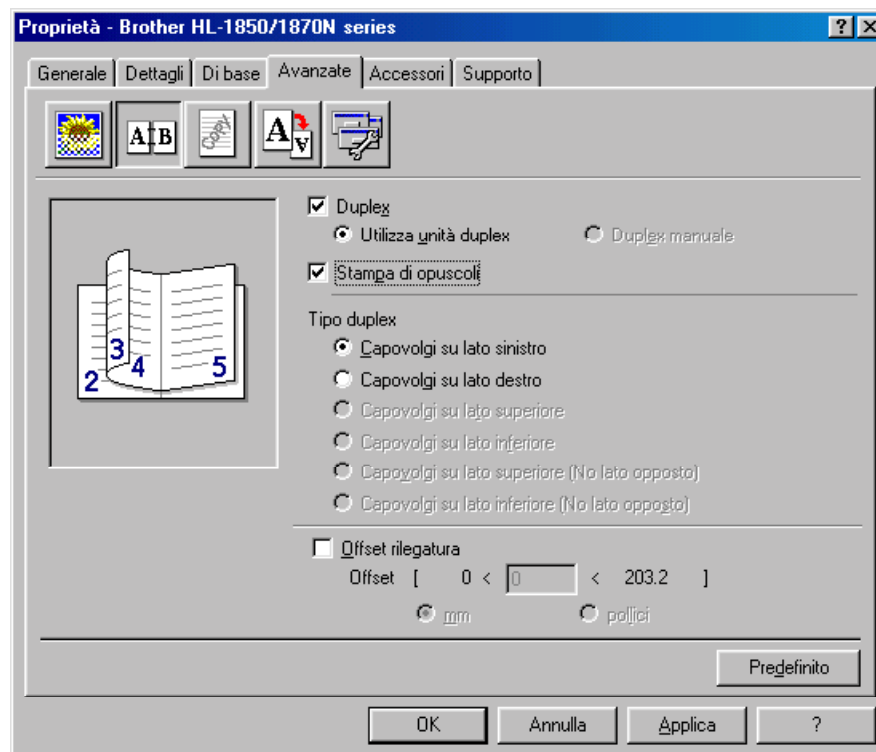 Proprietà - Brother HL-1850/1870N series
Generale Dettagli Di base Avanzate Accessori Supporto
A B COPY A A
Duplex
Utilizza unità duplex Duplex manuale
Stampa di opuscoli
Tipo duplex
Capovolgi su lato sinistro
Capovolgi su lato destro
Capovolgi su lato superiore
Capovolgi su lato inferiore
Capovolgi su lato superiore (No lato opposto)
Capovolgi su lato inferiore (No lato opposto)
2 3 4 5
Offset rilegatura
Offset [ 0 < 0 < 203.2 ]
mm pollici
Predefinito
OK Annulla Applica ?